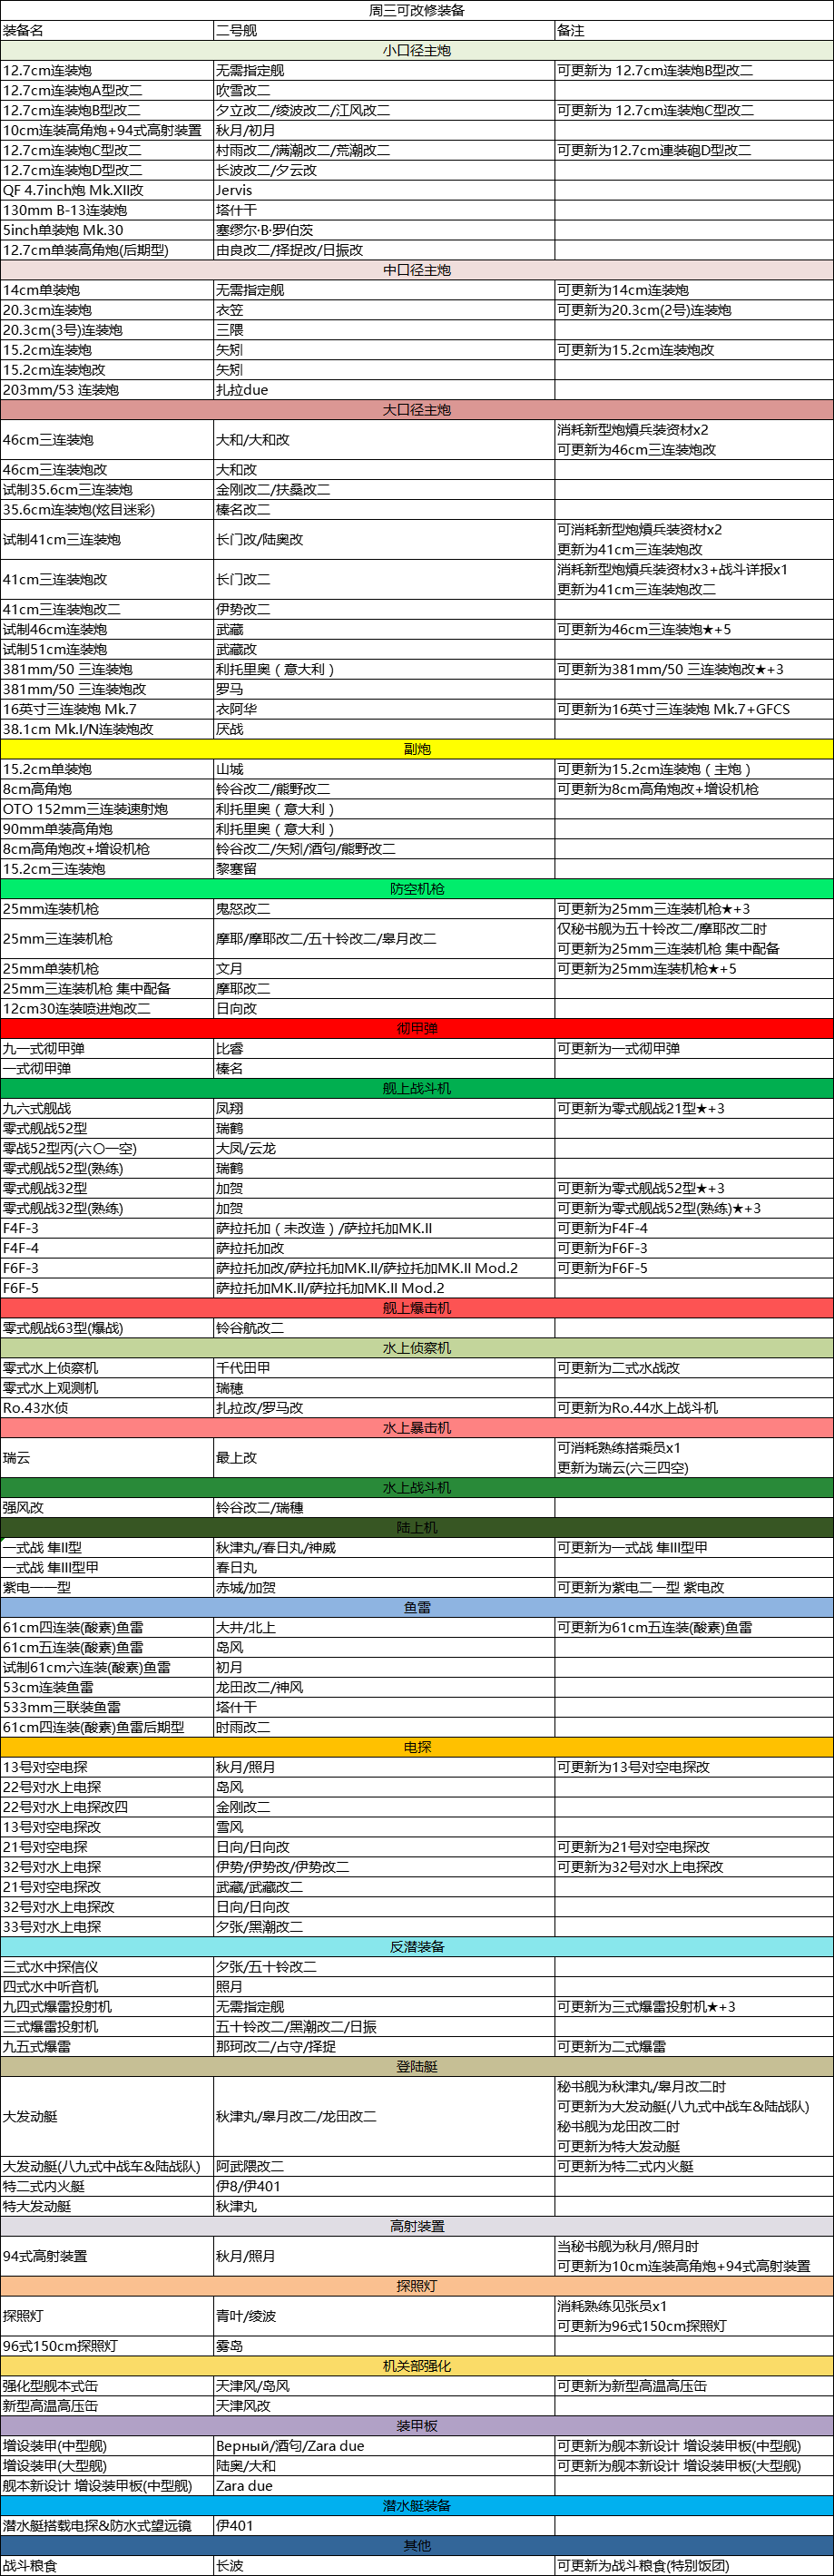 周三可改修装备
装备名 二号舰 备注
小口径主炮
12.7cm连装炮 无需指定舰 可更新为 12.7cm连装炮B型改二
12.7cm连装炮A型改二 吹雪改二
12.7cm连装炮B型改二 夕立改二/绫波改二/江风改二 可更新为 12.7cm连装炮C型改二
10cm连装高角炮+94式高射装置 秋月/初月
12.7cm连装炮C型改二 村雨改二/满潮改二/荒潮改二 可更新为12.7cm連装砲D型改二
12.7cm连装炮D型改二 长波改二/夕云改
QF 4.7inch炮 Mk.XII改 Jervis
130mm B-13连装炮 塔什干
5inch单装炮 Mk.30 塞缪尔·B·罗伯茨
12.7cm单装高角炮(后期型) 由良改二/择捉改/日振改
中口径主炮
14cm单装炮 无需指定舰 可更新为14cm连装炮
20.3cm连装炮 衣笠 可更新为20.3cm(2号)连装炮
20.3cm(3号)连装炮 三隈
15.2cm连装炮 矢矧 可更新为15.2cm连装炮改
15.2cm连装炮改 矢矧
203mm/53 连装炮 扎拉due
大口径主炮
46cm三连装炮 大和/大和改 消耗新型炮熕兵装资材x2
可更新为46cm三连装炮改
46cm三连装炮改 大和改
试制35.6cm三连装炮 金刚改二/扶桑改二
35.6cm连装炮(炫目迷彩) 榛名改二
试制41cm三连装炮 长门改/陆奥改 可消耗新型炮熕兵装资材x2
更新为41cm三连装炮改
41cm三连装炮改 长门改二 消耗新型炮熕兵装资材x3+战斗详报x1
更新为41cm三连装炮改二
41cm三连装炮改二 伊势改二
试制46cm连装炮 武藏 可更新为46cm三连装炮★+5
试制51cm连装炮 武藏改
381mm/50 三连装炮 利托里奥（意大利） 可更新为381mm/50 三连装炮改★+3
381mm/50 三连装炮改 罗马
16英寸三连装炮 Mk.7 衣阿华 可更新为16英寸三连装炮 Mk.7+GFCS
38.1cm Mk.I/N连装炮改 厌战
副炮
15.2cm单装炮 山城 可更新为15.2cm连装炮（主炮）
8cm高角炮 铃谷改二/熊野改二 可更新为8cm高角炮改+增设机枪
OTO 152mm三连装速射炮 利托里奥（意大利）
90mm单装高角炮 利托里奥（意大利）
8cm高角炮改+增设机枪 铃谷改二/矢矧/酒匂/熊野改二
15.2cm三连装炮 黎塞留
防空机枪
25mm连装机枪 鬼怒改二 可更新为25mm三连装机枪★+3
25mm三连装机枪 摩耶/摩耶改二/五十铃改二/皐月改二 仅秘书舰为五十铃改二/摩耶改二时
可更新为25mm三连装机枪 集中配备
25mm单装机枪 文月 可更新为25mm连装机枪★+5
25mm三连装机枪 集中配备 摩耶改二
12cm30连装喷进炮改二 日向改
彻甲弹
九一式彻甲弹 比睿 可更新为一式彻甲弹
一式彻甲弹 榛名
舰上战斗机
九六式舰战 凤翔 可更新为零式舰战21型★+3
零式舰战52型 瑞鹤
零战52型丙(六〇一空) 大凤/云龙
零式舰战52型(熟练) 瑞鹤
零式舰战32型 加贺 可更新为零式舰战52型★+3
零式舰战32型(熟练) 加贺 可更新为零式舰战52型(熟练)★+3
F4F-3 萨拉托加（未改造）/萨拉托加MK.II 可更新为F4F-4
F4F-4 萨拉托加改 可更新为F6F-3
F6F-3 萨拉托加改/萨拉托加MK.II/萨拉托加MK.II Mod.2 可更新为F6F-5
F6F-5 萨拉托加MK.II/萨拉托加MK.II Mod.2
舰上爆击机
零式舰战63型(爆战) 铃谷航改二
水上侦察机
零式水上侦察机 千代田甲 可更新为二式水战改
零式水上观测机 瑞穂
Ro.43水侦 扎拉改/罗马改 可更新为Ro.44水上战斗机
水上暴击机
瑞云 最上改 可消耗熟练搭乘员x1
更新为瑞云(六三四空)
水上战斗机
强风改 铃谷改二/瑞穗
陆上机
一式战 隼II型 秋津丸/春日丸/神威 可更新为一式战 隼III型甲
一式战 隼III型甲 春日丸
紫电一一型 赤城/加贺 可更新为紫电二一型 紫电改
鱼雷
61cm四连装(酸素)鱼雷 大井/北上 可更新为61cm五连装(酸素)鱼雷
61cm五连装(酸素)鱼雷 岛风
试制61cm六连装(酸素)鱼雷 初月
53cm连装鱼雷 龙田改二/神风
533mm三联装鱼雷 塔什干
61cm四连装(酸素)鱼雷后期型 时雨改二
电探
13号对空电探 秋月/照月 可更新为13号对空电探改
22号对水上电探 岛风
22号对水上电探改四 金刚改二
13号对空电探改 雪风
21号对空电探 日向/日向改 可更新为21号对空电探改
32号对水上电探 伊势/伊势改/伊势改二 可更新为32号对水上电探改
21号对空电探改 武藏/武藏改二
32号对水上电探改 日向/日向改
33号对水上电探 夕张/黑潮改二
反潜装备
三式水中探信仪 夕张/五十铃改二
四式水中听音机 照月
九四式爆雷投射机 无需指定舰 可更新为三式爆雷投射机★+3
三式爆雷投射机 五十铃改二/黑潮改二/日振
九五式爆雷 那珂改二/占守/择捉 可更新为二式爆雷
登陆艇
大发动艇 秋津丸/皐月改二/龙田改二 秘书舰为秋津丸/皐月改二时
可更新为大发动艇(八九式中战车&陆战队)
秘书舰为龙田改二时
可更新为特大发动艇
大发动艇(八九式中战车&陆战队) 阿武隈改二 可更新为特二式内火艇
特二式内火艇 伊8/伊401
特大发动艇 秋津丸
高射装置
94式高射装置 秋月/照月 当秘书舰为秋月/照月时
可更新为10cm连装高角炮+94式高射装置
探照灯
探照灯 青叶/绫波 消耗熟练见张员x1
可更新为96式150cm探照灯
96式150cm探照灯 雾岛
机关部强化
强化型舰本式缶 天津风/岛风 可更新为新型高温高压缶
新型高温高压缶 天津风改
装甲板
增设装甲(中型舰) Верный/酒匂/Zara due 可更新为舰本新设计 增设装甲板(中型舰)
增设装甲(大型舰) 陆奥/大和 可更新为舰本新设计 增设装甲板(大型舰)
舰本新设计 增设装甲板(中型舰) Zara due
潜水艇装备
潜水艇搭载电探&防水式望远镜 伊401
其他
战斗粮食 长波 可更新为战斗粮食(特别饭团)